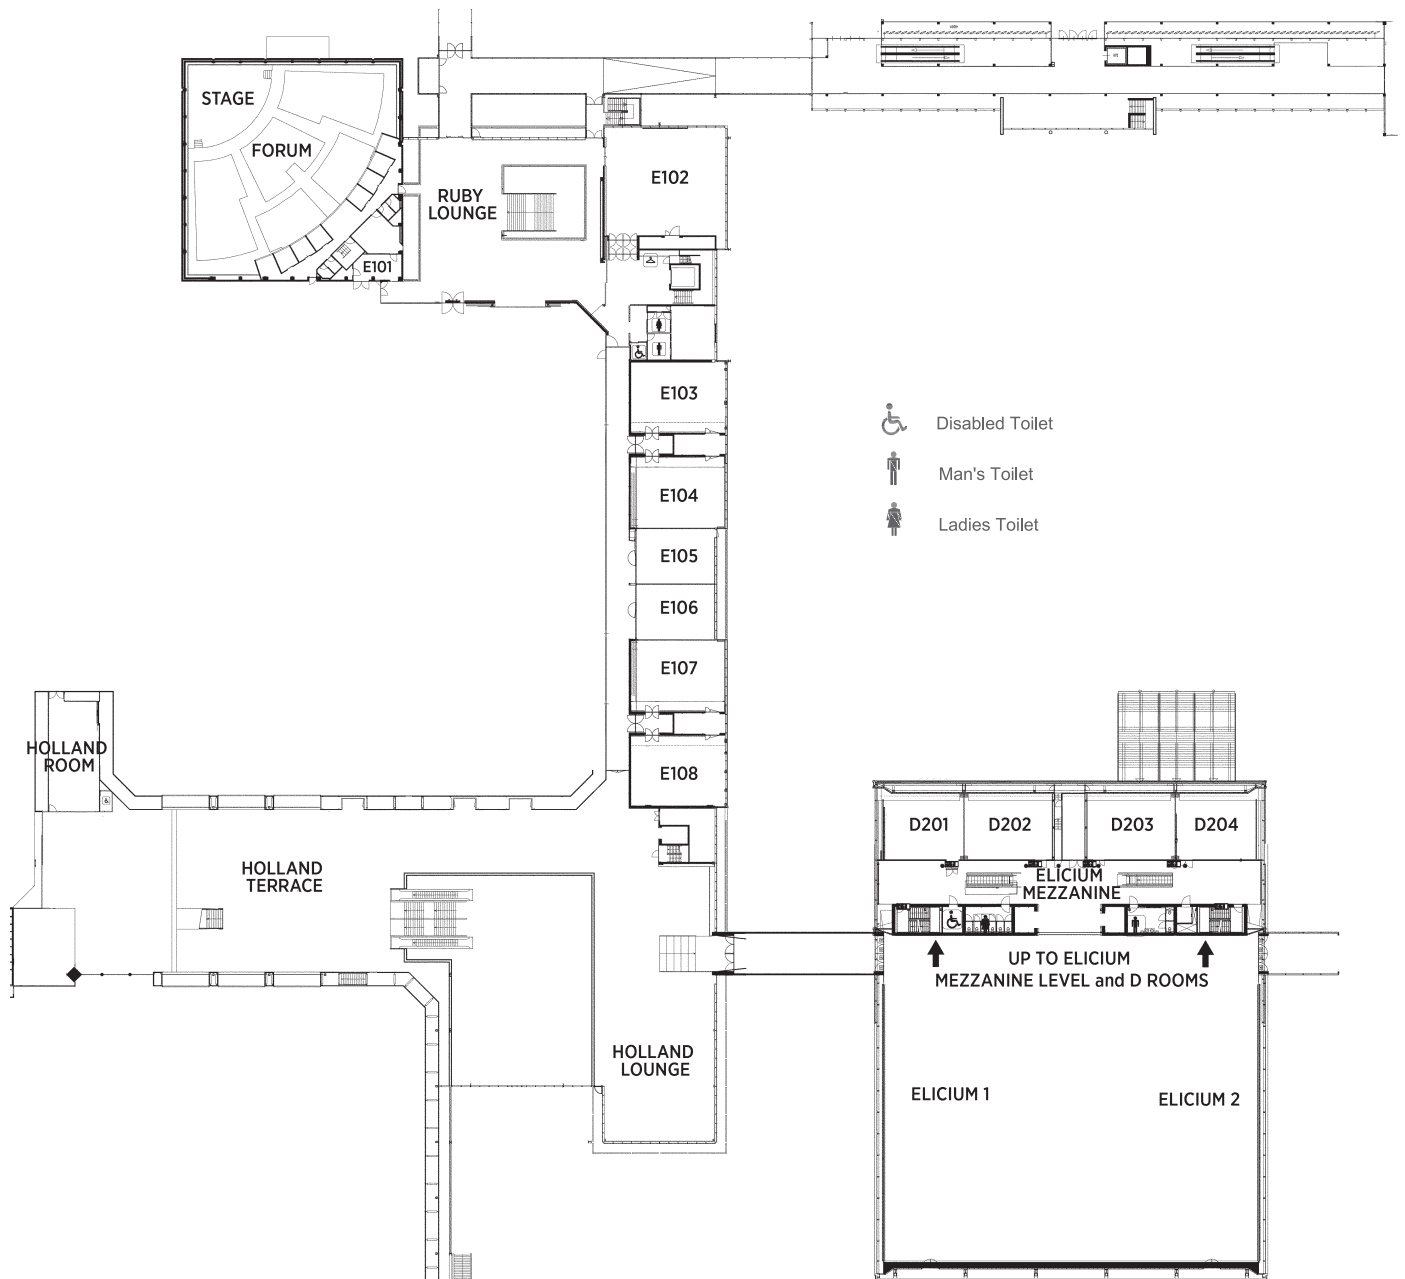 STAGE
FORUM
E102
RUBY
LOUNGE
E101
E103
Disabled Toilet
Man's Toilet
E104
Ladies Toilet
E105
E106
E107
HOLLAND
ROOM
E108
D201
D202
D203
D204
HOLLAND
TERRACE
ELICIUM
MEZZANINE
UP TO ELICIUM
MEZZANINE LEVEL and D ROOMS
HOLLAND
LOUNGE
ELICIUM 1
ELICIUM 2